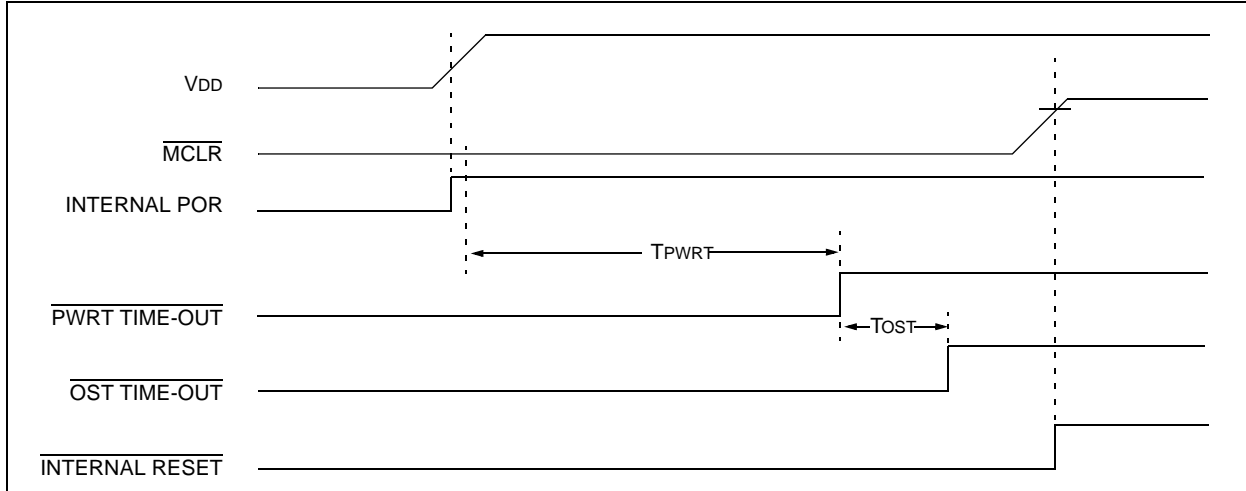 VDD
MCLR
INTERNAL POR
TPWRT
PWRT TIME-OUT
TOST
OST TIME-OUT
INTERNAL RESET